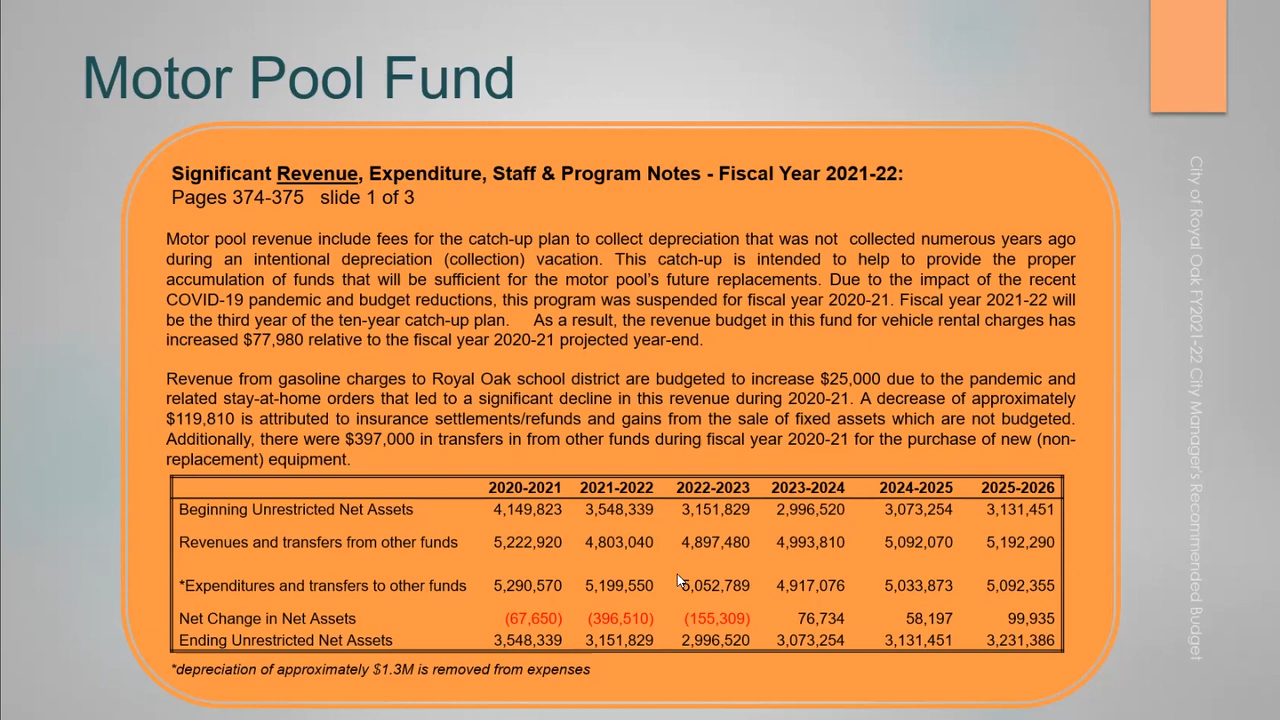 Motor Pool Fund
Significant Revenue, Expenditure, Staff & Program Notes - Fiscal Year 2021-22:
Pages 374-375 slide 1 of 3
Motor pool revenue include fees for the catch-up plan to collect depreciation that was not collected numerous years ago
during an intentional depreciation (collection) vacation. This catch-up is intended to help to provide the proper
accumulation of funds that will be sufficient for the motor pool's future replacements. Due to the impact of the recent
COVID-19 pandemic and budget reductions, this program was suspended for fiscal year 2020-21. Fiscal year 2021-22 will
be the third year of the ten-year catch-up plan. As a result, the revenue budget in this fund for vehicle rental charges has
increased $77,980 relative to the fiscal year 2020-21 projected year-end.
Revenue from gasoline charges to Royal Oak school district are budgeted to increase $25,000 due to the pandemic and
related stay-at-home orders that led to a significant decline in this revenue during 2020-21. A decrease of approximately
$119,810 is attributed to insurance settlements/refunds and gains from the sale of fixed assets which are not budgeted.
Additionally, there were $397,000 in transfers in from other funds during fiscal year 2020-21 for the purchase of new (non-
replacement) equipment.
2020-2021 2021-2022 2022-2023 2023-2024 2024-2025 2025-2026
Beginning Unrestricted Net Assets 4,149,823 3,548,339 3,151,829 2,996,520 3,073,254 3,131,451
Revenues and transfers from other funds 5,222,920 4,803,040 4,897,480 4,993,810 5,092,070 5,192,290
*Expenditures and transfers to other funds 5,290,570 5,199,550 5,052,789 4,917,076 5,033,873 5,092,355
Net Change in Net Assets (67,650) (396,510) (155,309) 76,734 58,197 99,935
Ending Unrestricted Net Assets 3,548,339 3,151,829 2,996,520 3,073,254 3,131,451 3,231,386
*depreciation of approximately $1.3M is removed from expenses
City of Royal Oak FY2021-22 City Manager's Recommended Budget